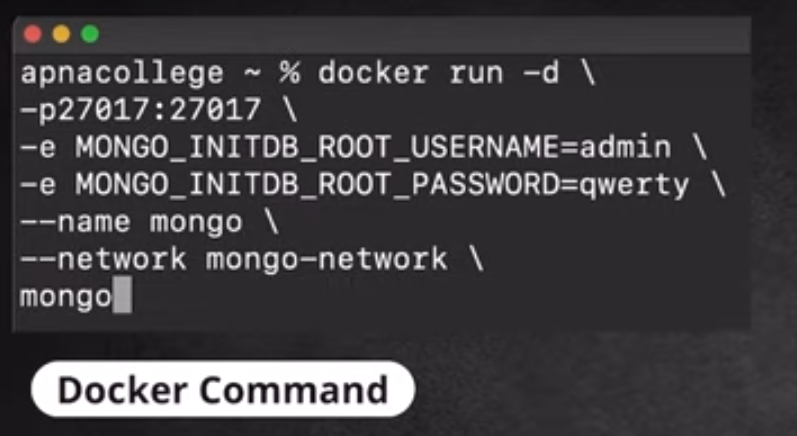 apnacollege ~ % docker run -d \
-p27017:27017 \
-e MONGO_INITDB_ROOT_USERNAME=admin \
-e MONGO_INITDB_ROOT_PASSWORD=qwerty \
--name mongo \
--network mongo-network \
mongo
Docker Command